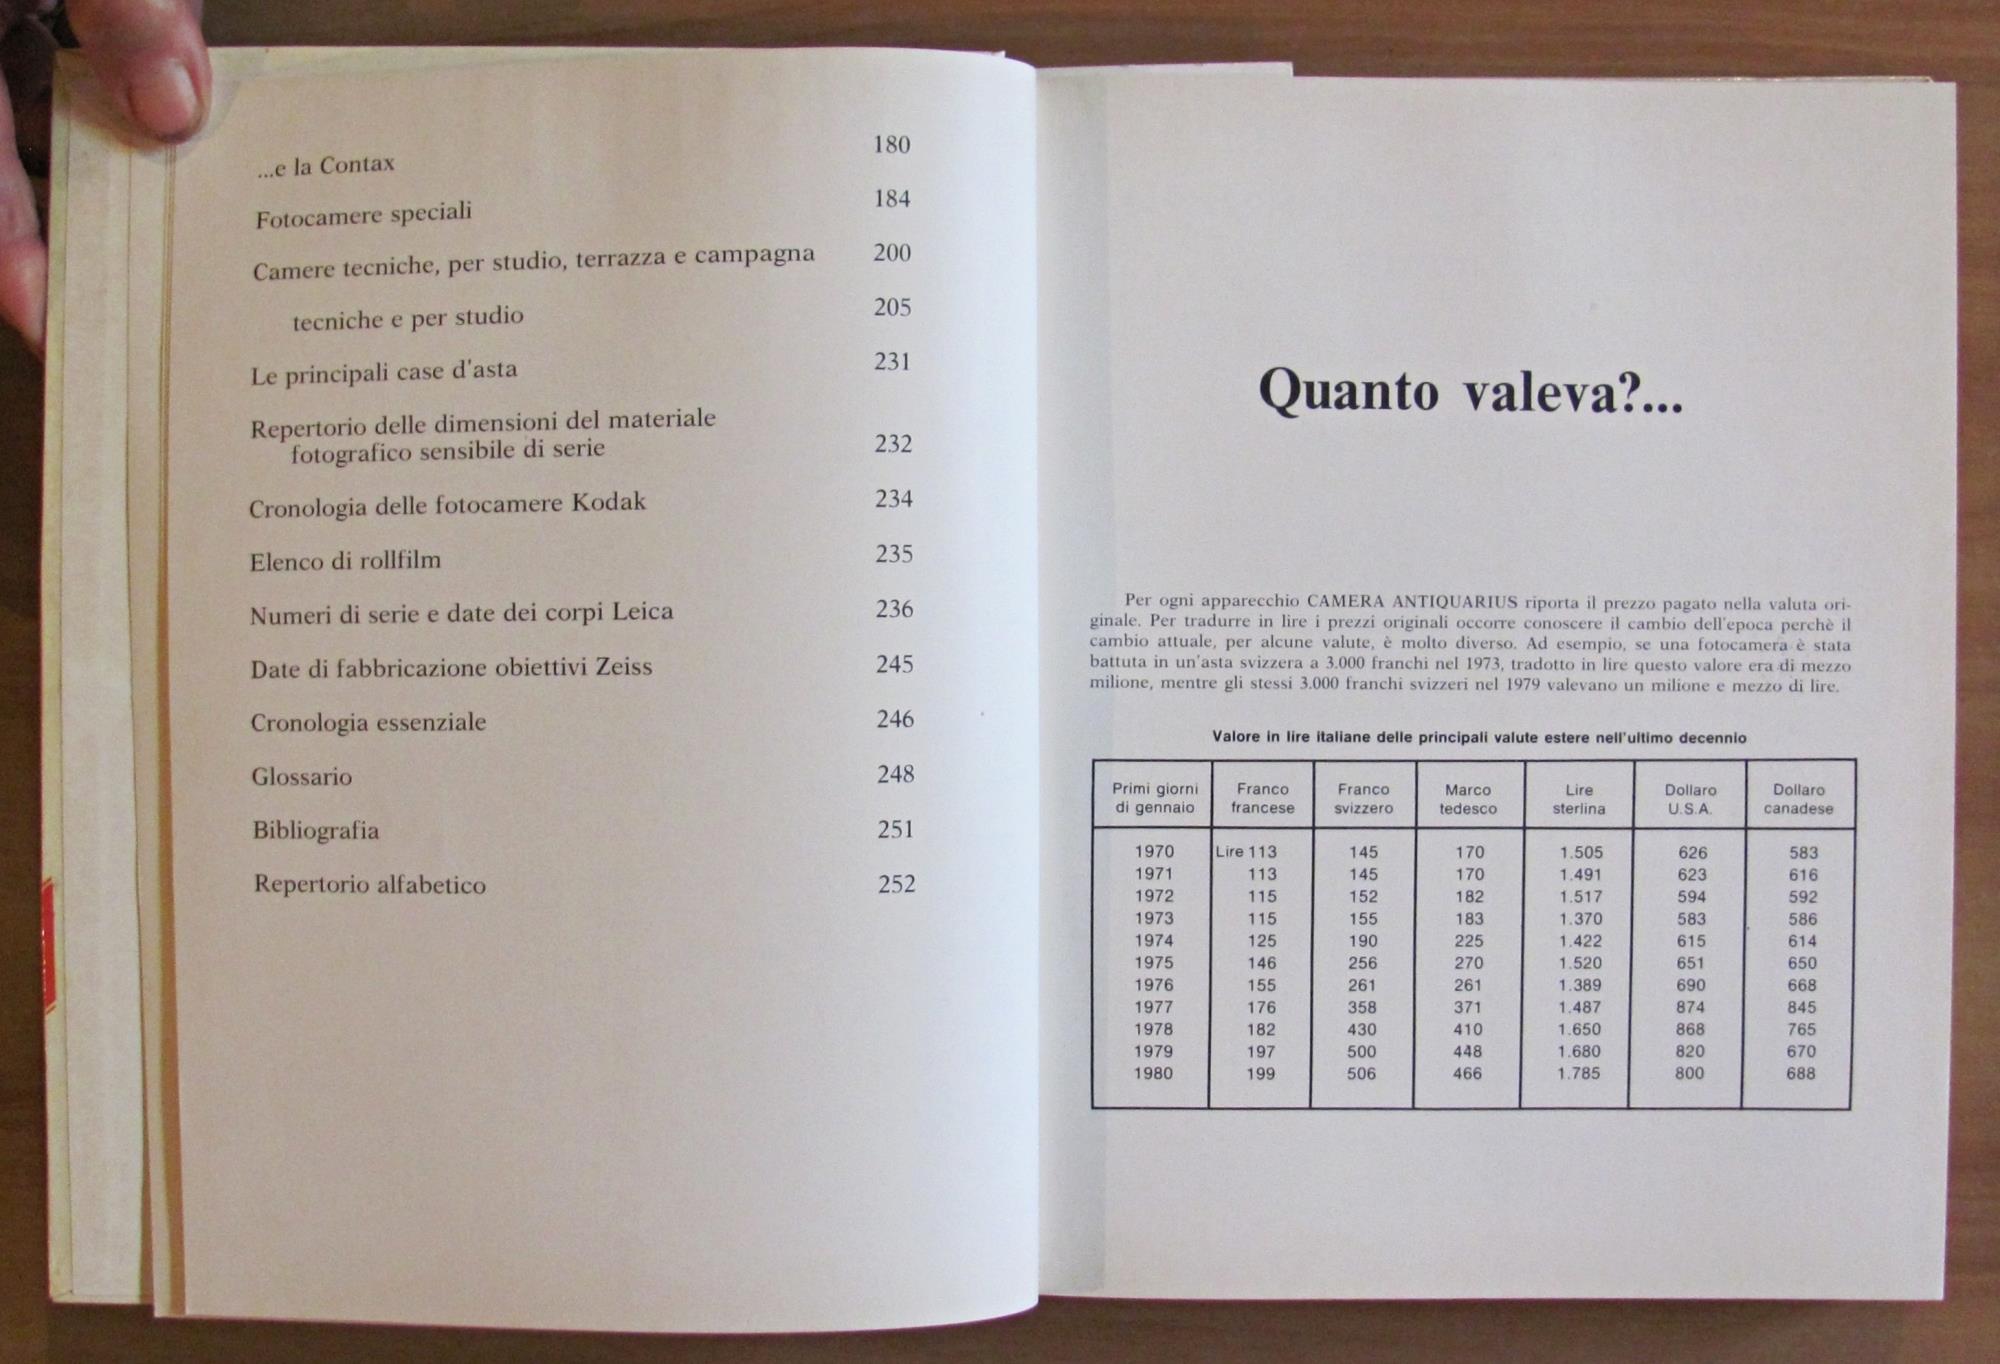 ...e la Contax 180
Fotocamere speciali 184
Camere tecniche, per studio, terrazza e campagna 200
tecniche e per studio 205
Le principali case d'asta 231
Repertorio delle dimensioni del materiale
fotografico sensibile di serie 232
Cronologia delle fotocamere Kodak 234
Elenco di rollfilm 235
Numeri di serie e date dei corpi Leica 236
Date di fabbricazione obiettivi Zeiss 245
Cronologia essenziale 246
Glossario 248
Bibliografia 251
Repertorio alfabetico 252
Quanto valeva?...
Per ogni apparecchio CAMERA ANTIQUARIUS riporta il prezzo pagato nella valuta ori-
ginale. Per tradurre in lire i prezzi originali occorre conoscere il cambio dell'epoca perchè il
cambio attuale, per alcune valute, è molto diverso. Ad esempio, se una fotocamera è stata
battuta in un'asta svizzera a 3.000 franchi nel 1973, tradotto in lire questo valore era di mezzo
milione, mentre gli stessi 3.000 franchi svizzeri nel 1979 valevano un milione e mezzo di lire.
Valore in lire italiane delle principali valute estere nell'ultimo decennio
Primi giorni Franco Franco Marco Lire Dollaro Dollaro
di gennaio francese svizzero tedesco sterlina U.S.A. canadese
1970 Lire 113 145 170 1.505 626 583
1971 113 145 170 1.491 623 616
1972 115 152 182 1.517 594 592
1973 115 155 183 1.370 583 586
1974 125 190 225 1.422 615 614
1975 146 256 270 1.520 651 650
1976 155 261 261 1.389 690 668
1977 176 358 371 1.487 874 845
1978 182 430 410 1.650 868 765
1979 197 500 448 1.680 820 670
1980 199 506 466 1.785 800 688